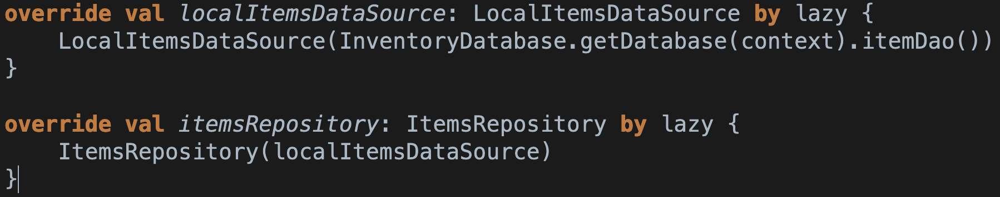 override val localItemsDataSource: LocalItemsDataSource by lazy {
    LocalItemsDataSource(InventoryDatabase.getDatabase(context).itemDao())
}

override val itemsRepository: ItemsRepository by lazy {
    ItemsRepository(localItemsDataSource)
}